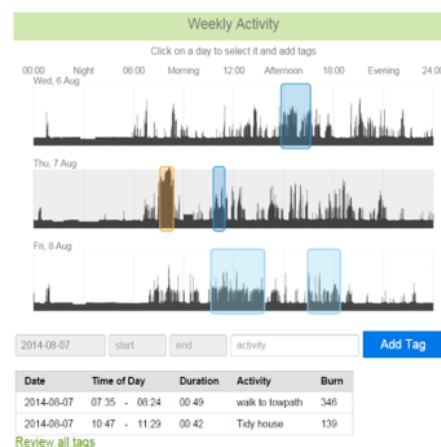 Weekly Activity
Click on a day to select it and add tags
00:00 Night 06:00 Morning 12:00 Afternoon 18:00 Evening 24:00
Wed, 6 Aug
Thu, 7 Aug
Fri, 8 Aug
2014-08-07 start end activity Add Tag
Date Time of Day Duration Activity Burn
2014-08-07 07:35 - 08:24 00:49 walk to towpath 346
2014-08-07 10:47 - 11:29 00:42 Tidy house 139
Review all tags